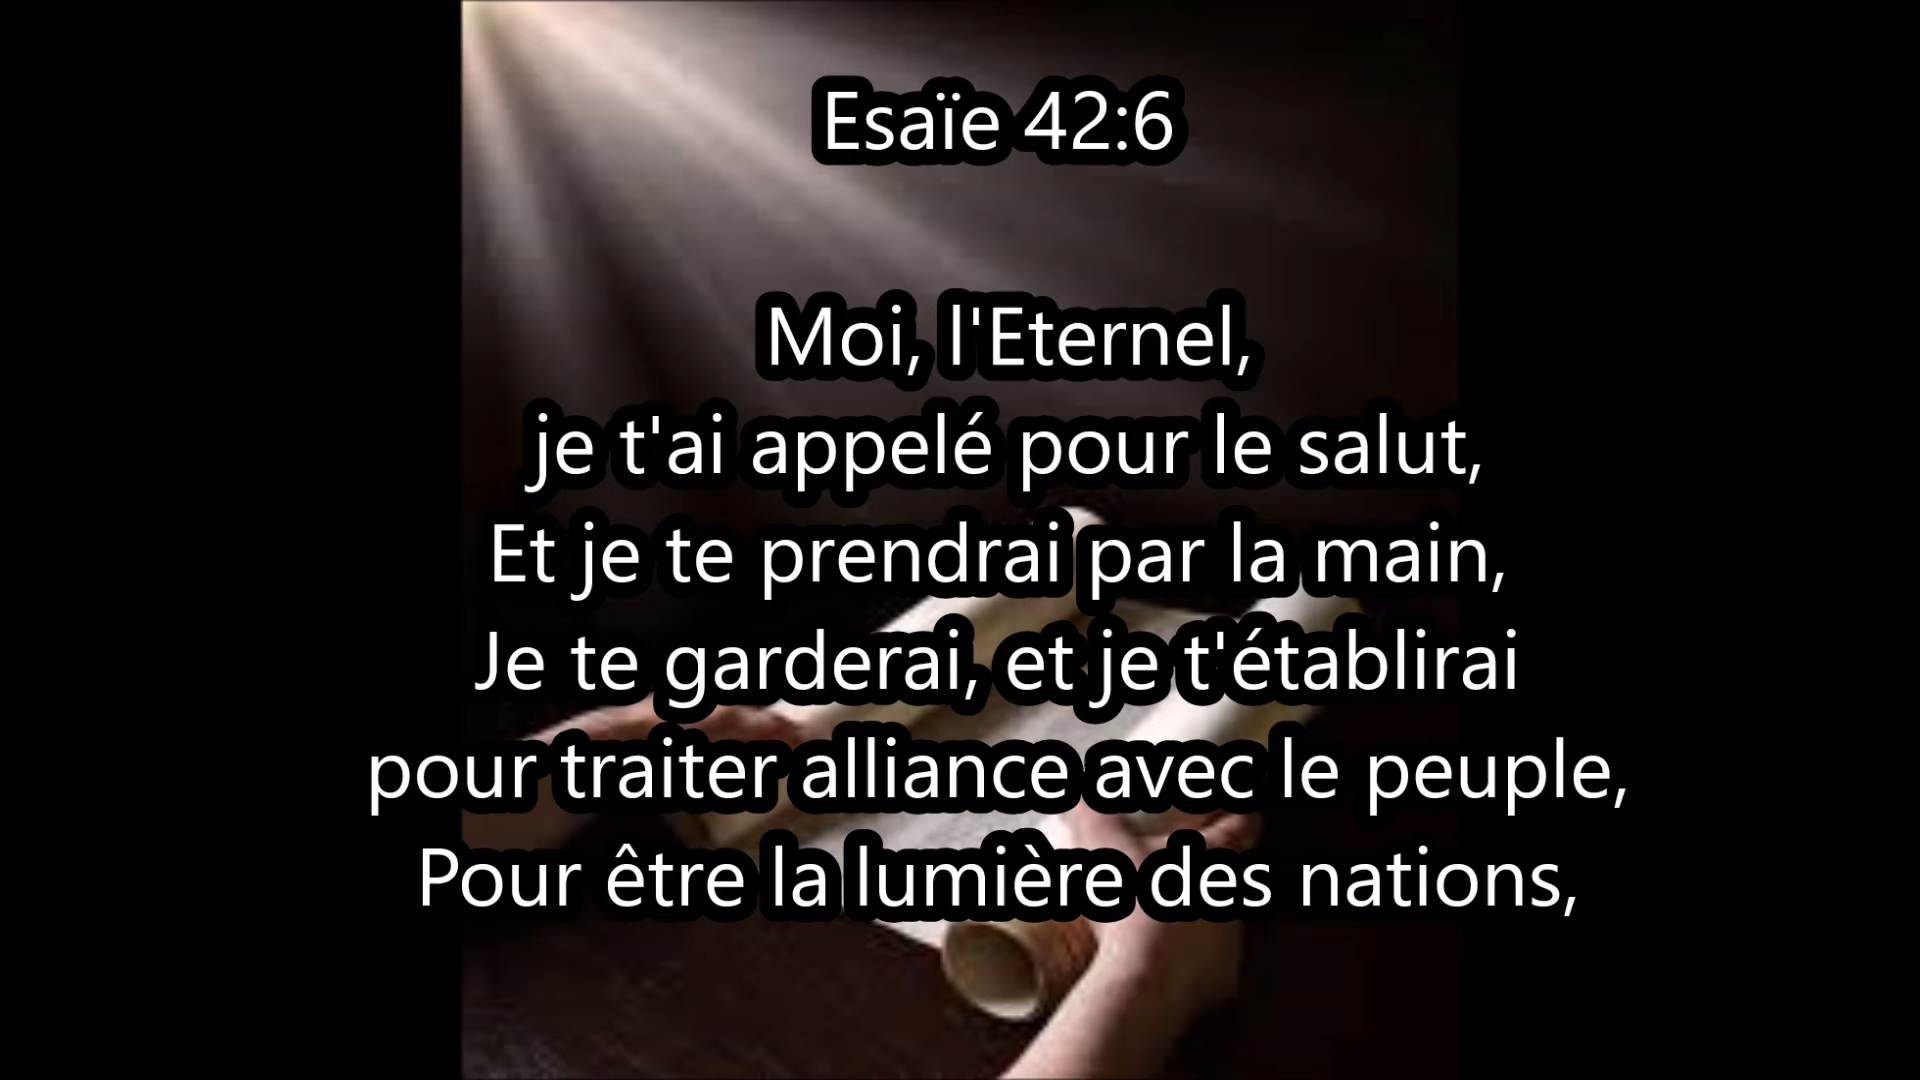 Esaïe 42:6
Moi, l'Eternel,
je t'ai appelé pour le salut,
Et je te prendrai par la main,
Je te garderai, et je t'établirai
pour traiter alliance avec le peuple,
Pour être la lumière des nations,